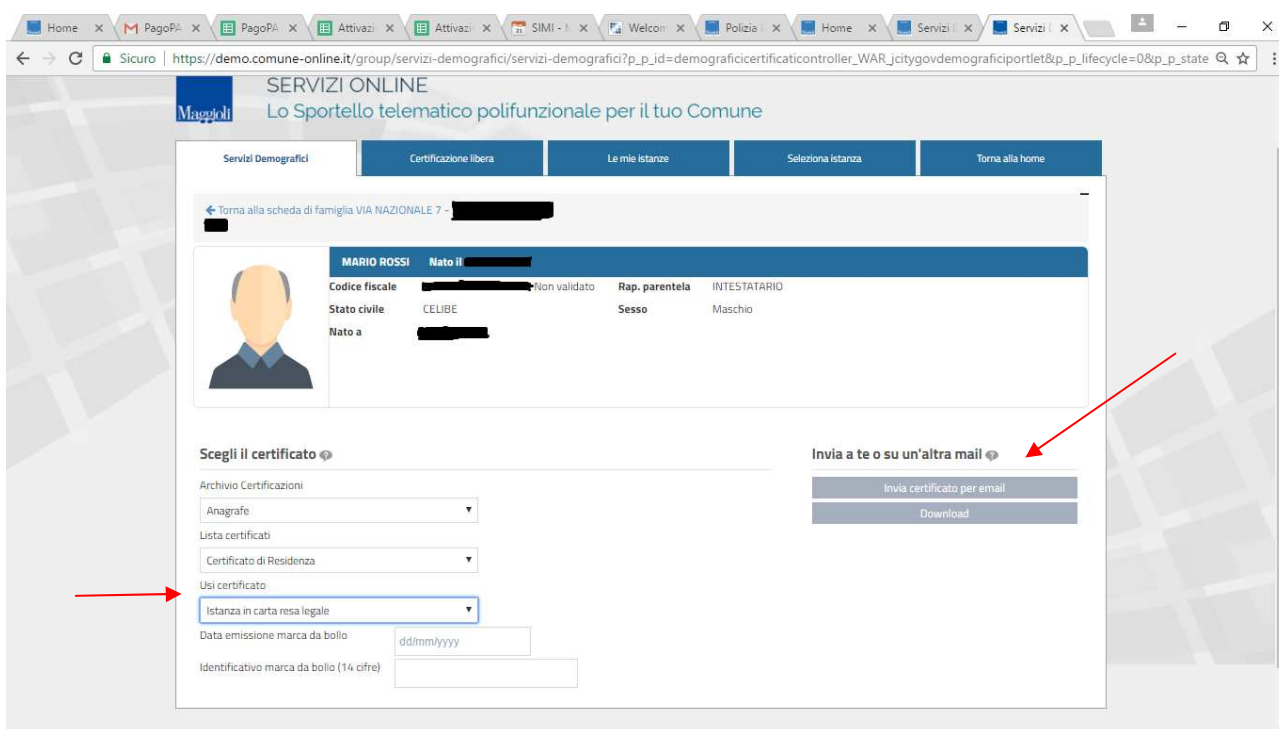 Home
PagoPA
PagoPA
Attivazi
Attivazi
SIMI -
Welcom
Polizia
Home
Servizi
Servizi
Sicuro | https://demo.comune-online.it/group/servizi-demografici/servizi-demografici?p_p_id=demograficicertificaticontroller_WAR_jcitygovdemograficiportlet&p_p_lifecycle=0&p_p_state
Maggioli
SERVIZI ONLINE
Lo Sportello telematico polifunzionale per il tuo Comune
Servizi Demografici
Certificazione libera
Le mie istanze
Seleziona istanza
Torna alla home
Torna alla scheda di famiglia VIA NAZIONALE 7 -
MARIO ROSSI Nato il
Codice fiscale Non validato Rap. parentela INTESTATARIO
Stato civile CELIBE Sesso Maschio
Nato a
Scegli il certificato
Invia a te o su un'altra mail
Archivio Certificazioni
Invia certificato per email
Anagrafe
Download
Lista certificati
Certificato di Residenza
Usi certificato
Istanza in carta resa legale
Data emissione marca da bollo dd/mm/yyyy
Identificativo marca da bollo (14 cifre)